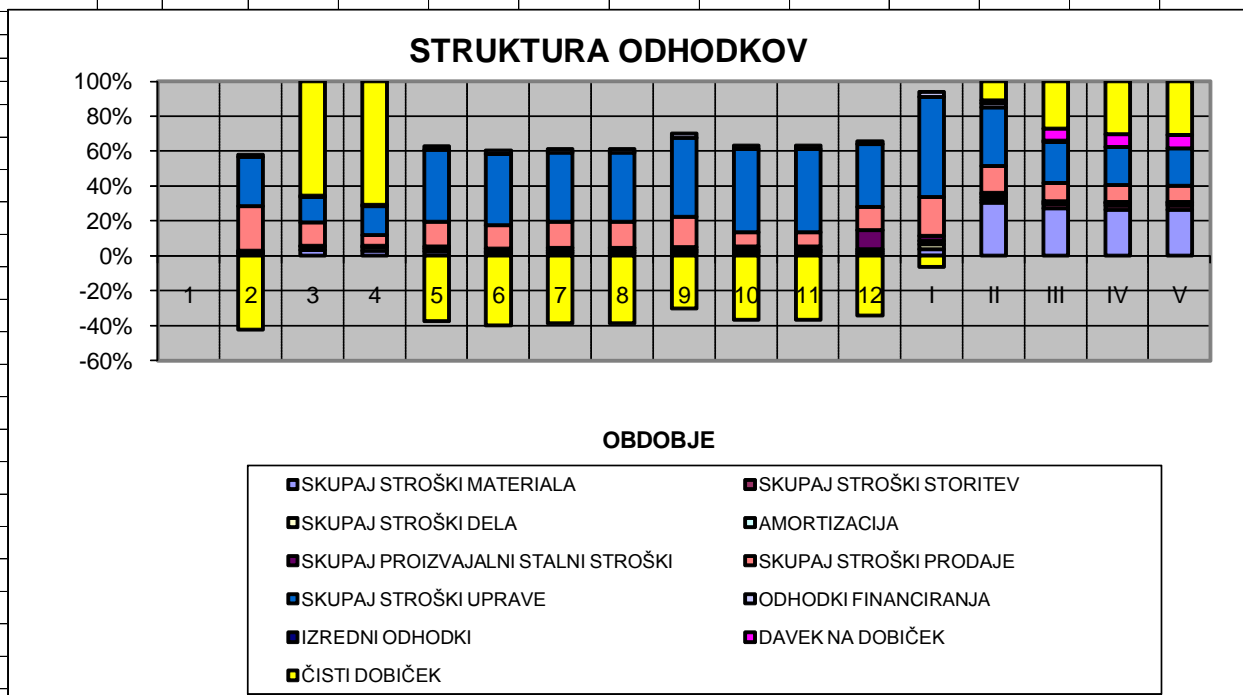 STRUKTURA ODHODKOV
100%
80%
60%
40%
20%
0%
-20%
-40%
-60%
1 2 3 4 5 6 7 8 9 10 11 12 I II III IV V
OBDOBJE
SKUPAJ STROŠKI MATERIALA SKUPAJ STROŠKI STORITEV
SKUPAJ STROŠKI DELA AMORTIZACIJA
SKUPAJ PROIZVAJALNI STALNI STROŠKI SKUPAJ STROŠKI PRODAJE
SKUPAJ STROŠKI UPRAVE ODHODKI FINANCIRANJA
IZREDNI ODHODKI DAVEK NA DOBIČEK
ČISTI DOBIČEK